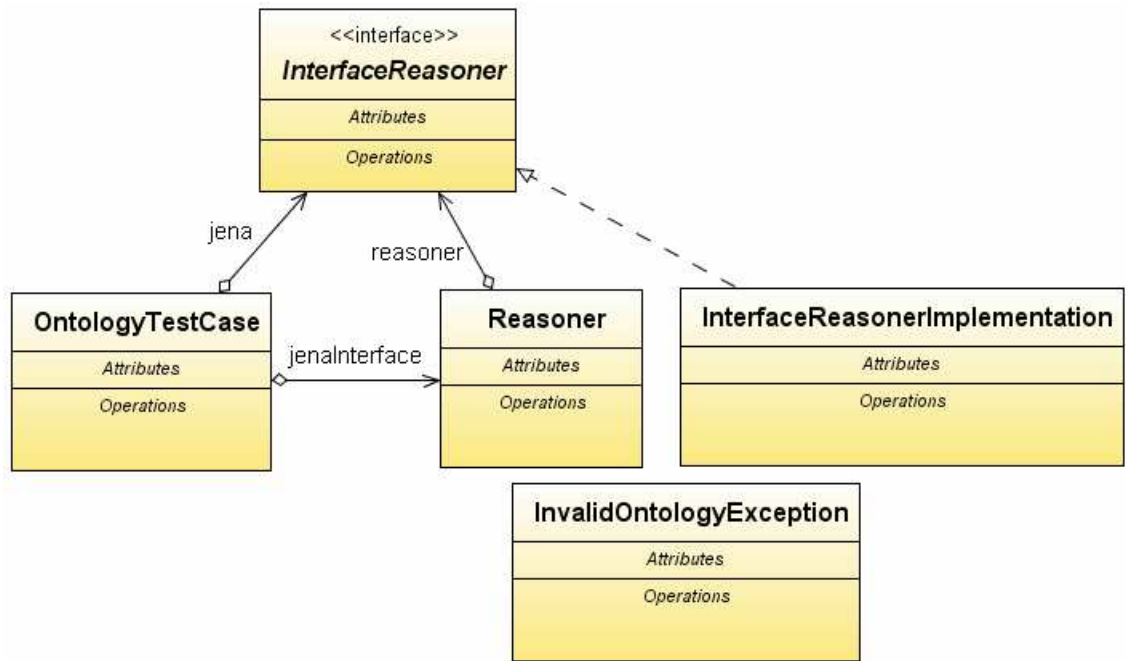 <<interface>>
InterfaceReasoner
Attributes
Operations
jena
reasoner
OntologyTestCase
Attributes
Operations
jenaInterface
Reasoner
Attributes
Operations
InterfaceReasonerImplementation
Attributes
Operations
InvalidOntologyException
Attributes
Operations